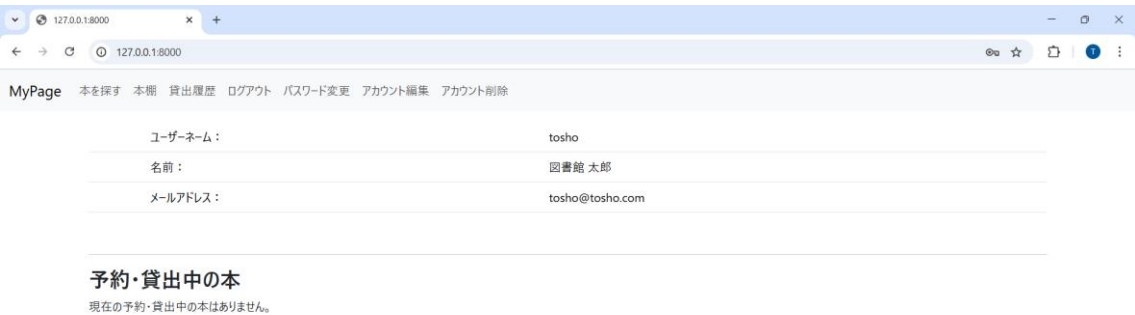 127.0.0.1:8000
127.0.0.1:8000
T
MyPage 本を探す 本棚 貸出履歴 ログアウト パスワード変更 アカウント編集 アカウント削除
ユーザーネーム： tosho
名前： 図書館 太郎
メールアドレス： tosho@tosho.com
予約・貸出中の本
現在の予約・貸出中の本はありません。